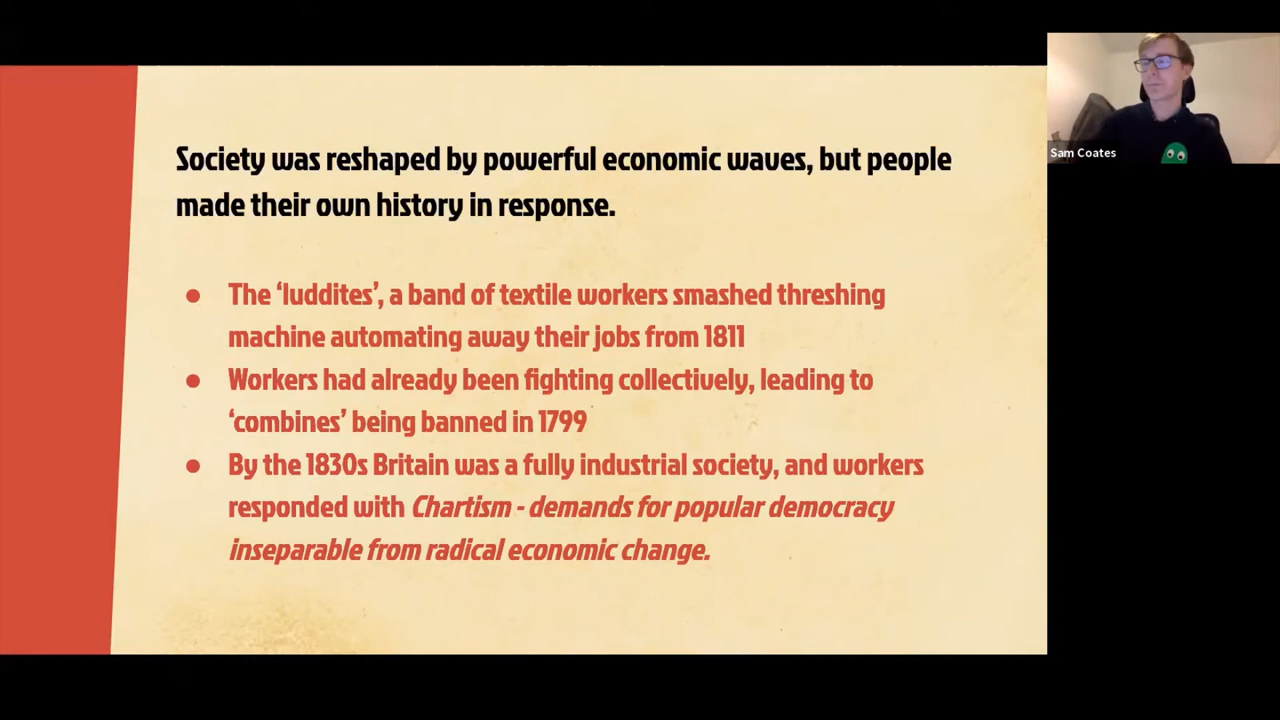 Society was reshaped by powerful economic waves, but people
made their own history in response.
● The ‘luddites’, a band of textile workers smashed threshing
machine automating away their jobs from 1811
● Workers had already been fighting collectively, leading to
‘combines’ being banned in 1799
● By the 1830s Britain was a fully industrial society, and workers
responded with Chartism - demands for popular democracy
inseparable from radical economic change.
Sam Coates